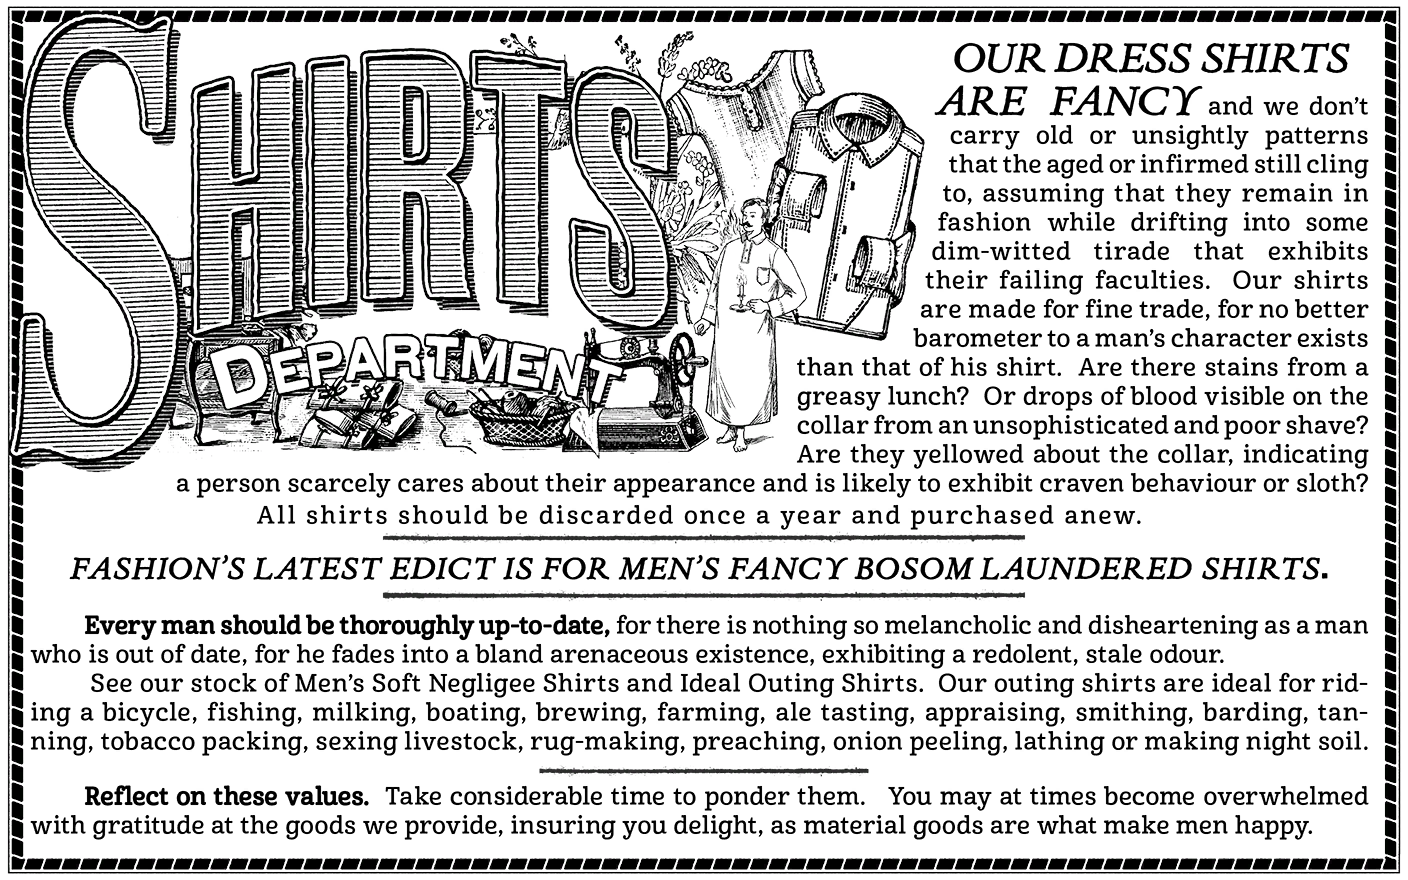 SHIRTS
DEPARTMENT
OUR DRESS SHIRTS
ARE FANCY and we don't
carry old or unsightly patterns
that the aged or infirmed still cling
to, assuming that they remain in
fashion while drifting into some
dim-witted tirade that exhibits
their failing faculties. Our shirts
are made for fine trade, for no better
barometer to a man's character exists
than that of his shirt. Are there stains from a
greasy lunch? Or drops of blood visible on the
collar from an unsophisticated and poor shave?
Are they yellowed about the collar, indicating
a person scarcely cares about their appearance and is likely to exhibit craven behaviour or sloth?
All shirts should be discarded once a year and purchased anew.
FASHION'S LATEST EDICT IS FOR MEN'S FANCY BOSOM LAUNDERED SHIRTS.
Every man should be thoroughly up-to-date, for there is nothing so melancholic and disheartening as a man
who is out of date, for he fades into a bland arenaceous existence, exhibiting a redolent, stale odour.
See our stock of Men's Soft Negligee Shirts and Ideal Outing Shirts. Our outing shirts are ideal for rid-
ing a bicycle, fishing, milking, boating, brewing, farming, ale tasting, appraising, smithing, barding, tan-
ning, tobacco packing, sexing livestock, rug-making, preaching, onion peeling, lathing or making night soil.
Reflect on these values. Take considerable time to ponder them. You may at times become overwhelmed
with gratitude at the goods we provide, insuring you delight, as material goods are what make men happy.